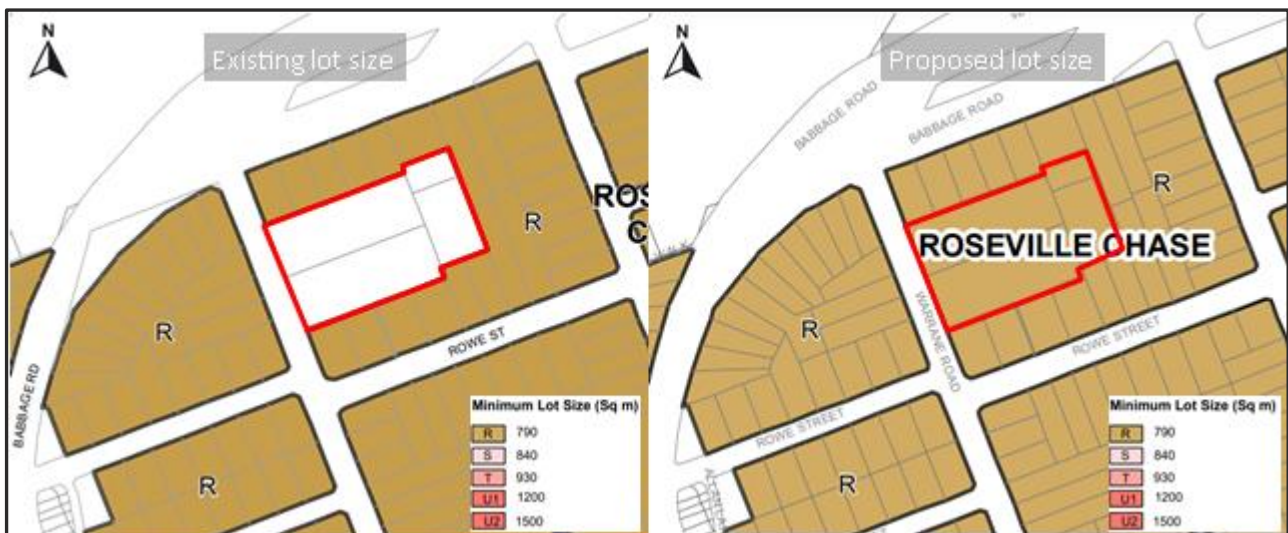 N
Existing lot size
R
ROS
C
R
ROWE ST
BABBAGE RD
R
Minimum Lot Size (Sq m)
R 790
S 840
T 930
U1 1200
U2 1500
N
Proposed lot size
BABBAGE ROAD
BABBAGE ROAD
R
ROSEVILLE CHASE
R
WARRANE ROAD
ROWE STREET
ROWE STREET
R
Minimum Lot Size (Sq m)
R 790
S 840
T 930
U1 1200
U2 1500